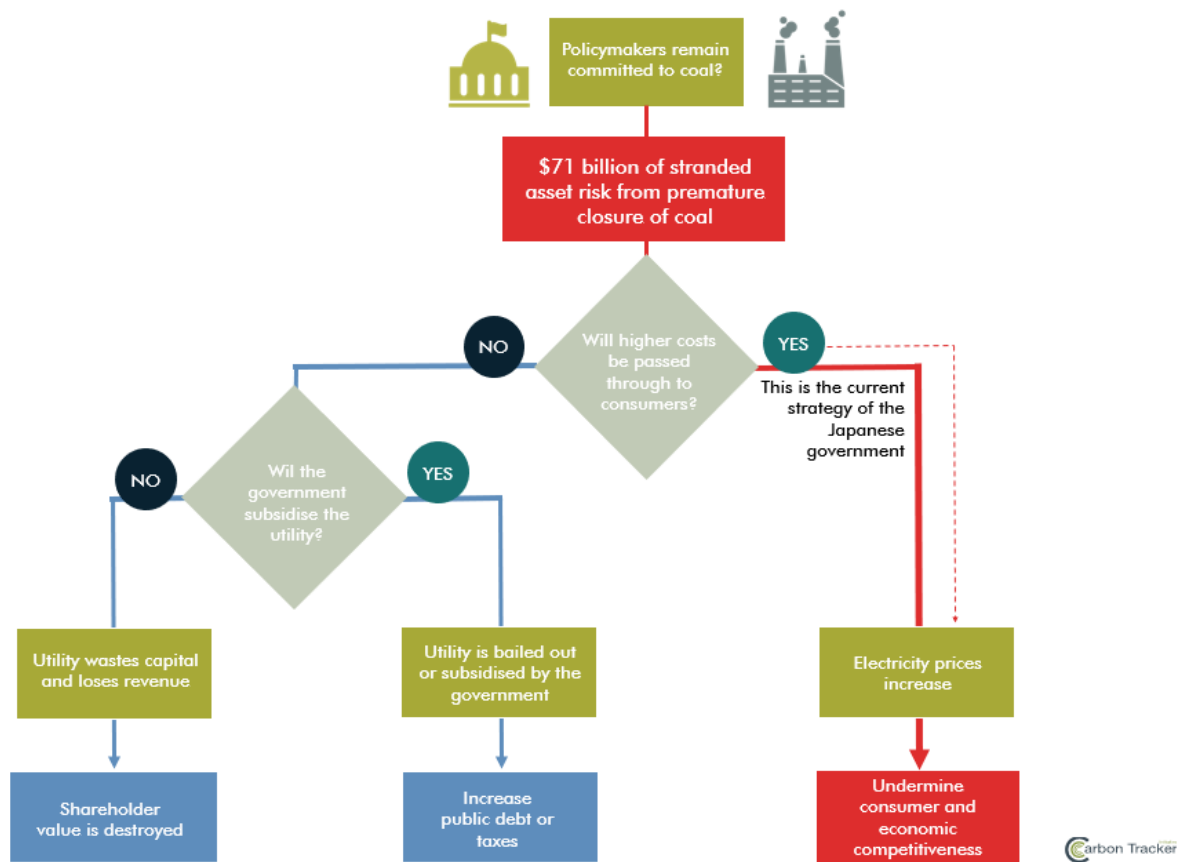 Policymakers remain
committed to coal?
$71 billion of stranded
asset risk from premature
closure of coal
Will higher costs
be passed
through to
consumers?
NO
YES
This is the current
strategy of the
Japanese
government
Wil the
government
subsidise the
utility?
NO
YES
Utility wastes capital
and loses revenue
Utility is bailed out
or subsidised by the
government
Electricity prices
increase
Shareholder
value is destroyed
Increase
public debt or
taxes
Undermine
consumer and
economic
competitiveness
Carbon Tracker